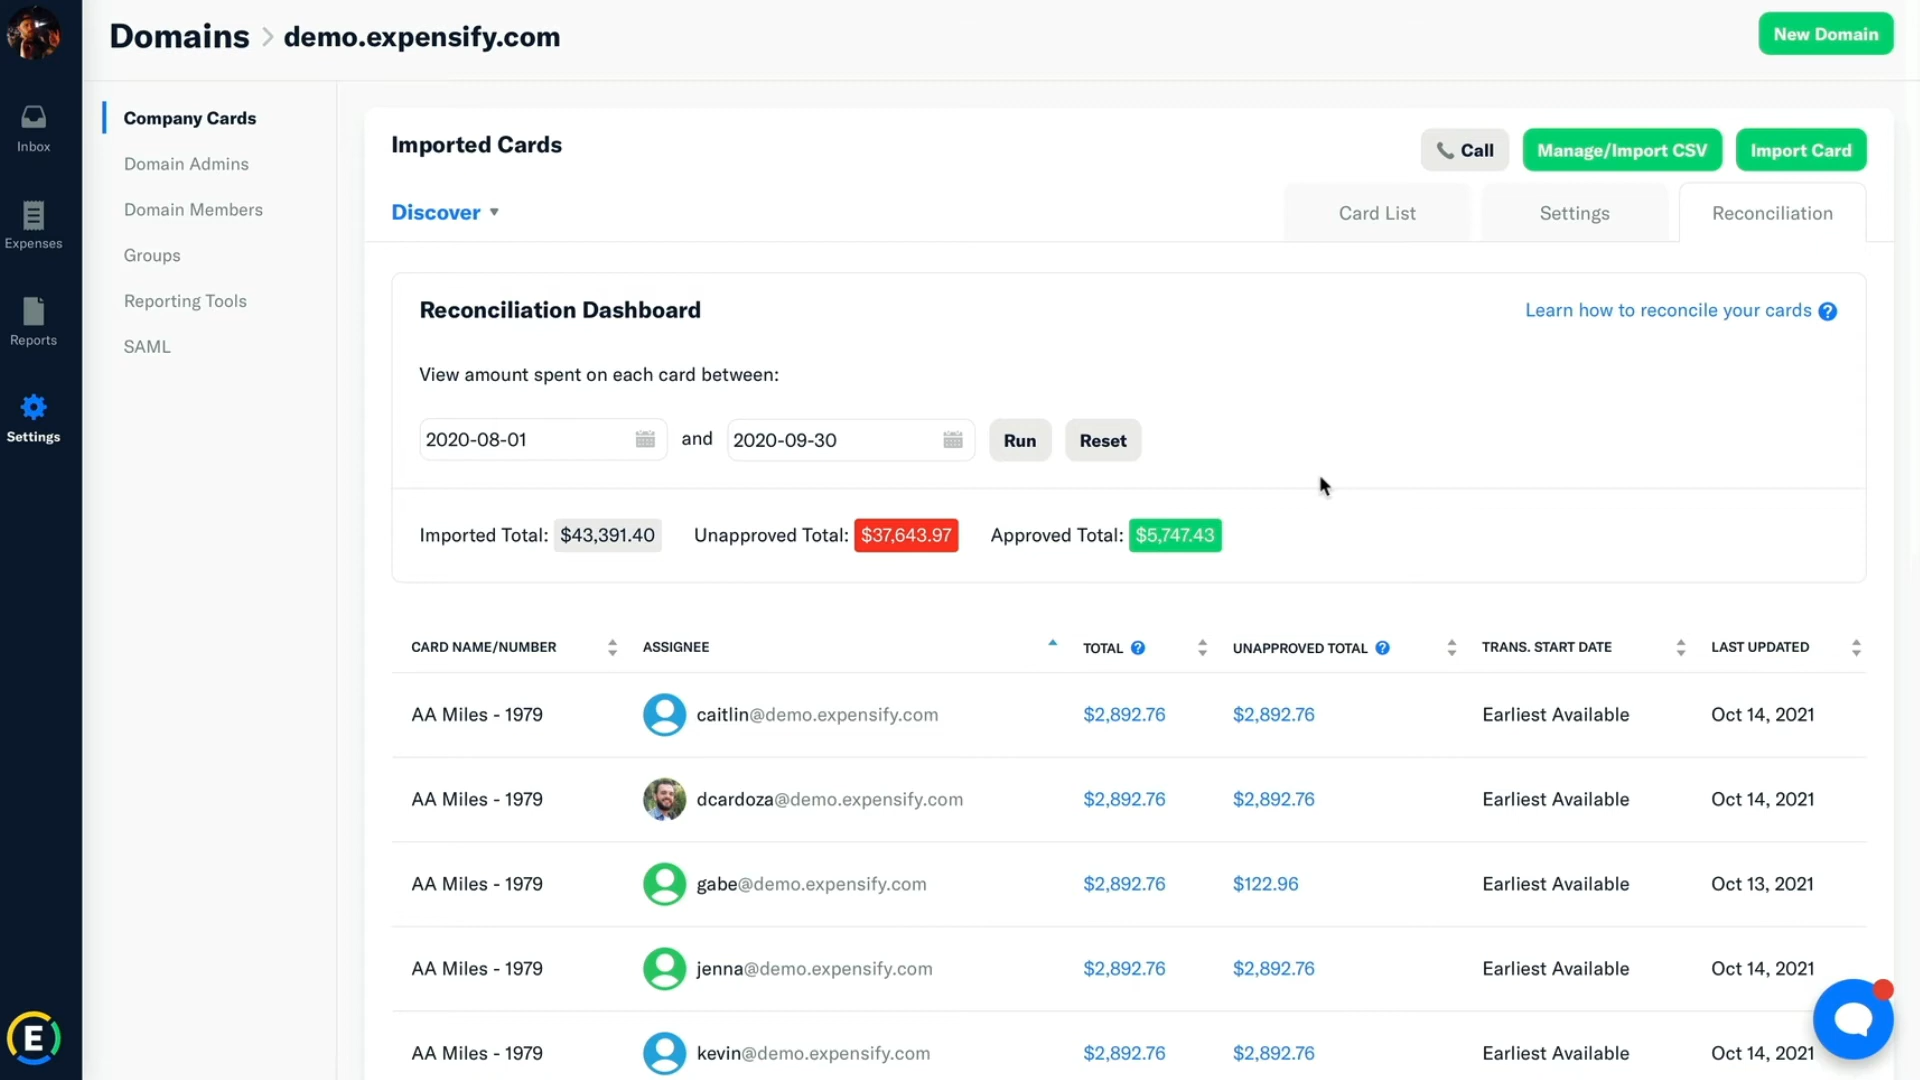 Domains > demo.expensify.com
New Domain
Inbox
Expenses
Reports
Settings
E
Company Cards
Domain Admins
Domain Members
Groups
Reporting Tools
SAML
Imported Cards
Call
Manage/Import CSV
Import Card
Discover
Card List
Settings
Reconciliation
Reconciliation Dashboard
Learn how to reconcile your cards ?
View amount spent on each card between:
2020-08-01 and 2020-09-30 Run Reset
Imported Total: $43,391.40 Unapproved Total: $37,643.97 Approved Total: $5,747.43
CARD NAME/NUMBER ASSIGNEE TOTAL ? UNAPPROVED TOTAL ? TRANS. START DATE LAST UPDATED
AA Miles - 1979 caitlin@demo.expensify.com $2,892.76 $2,892.76 Earliest Available Oct 14, 2021
AA Miles - 1979 dcardoza@demo.expensify.com $2,892.76 $2,892.76 Earliest Available Oct 14, 2021
AA Miles - 1979 gabe@demo.expensify.com $2,892.76 $122.96 Earliest Available Oct 13, 2021
AA Miles - 1979 jenna@demo.expensify.com $2,892.76 $2,892.76 Earliest Available Oct 14, 2021
AA Miles - 1979 kevin@demo.expensify.com $2,892.76 $2,892.76 Earliest Available Oct 14, 2021